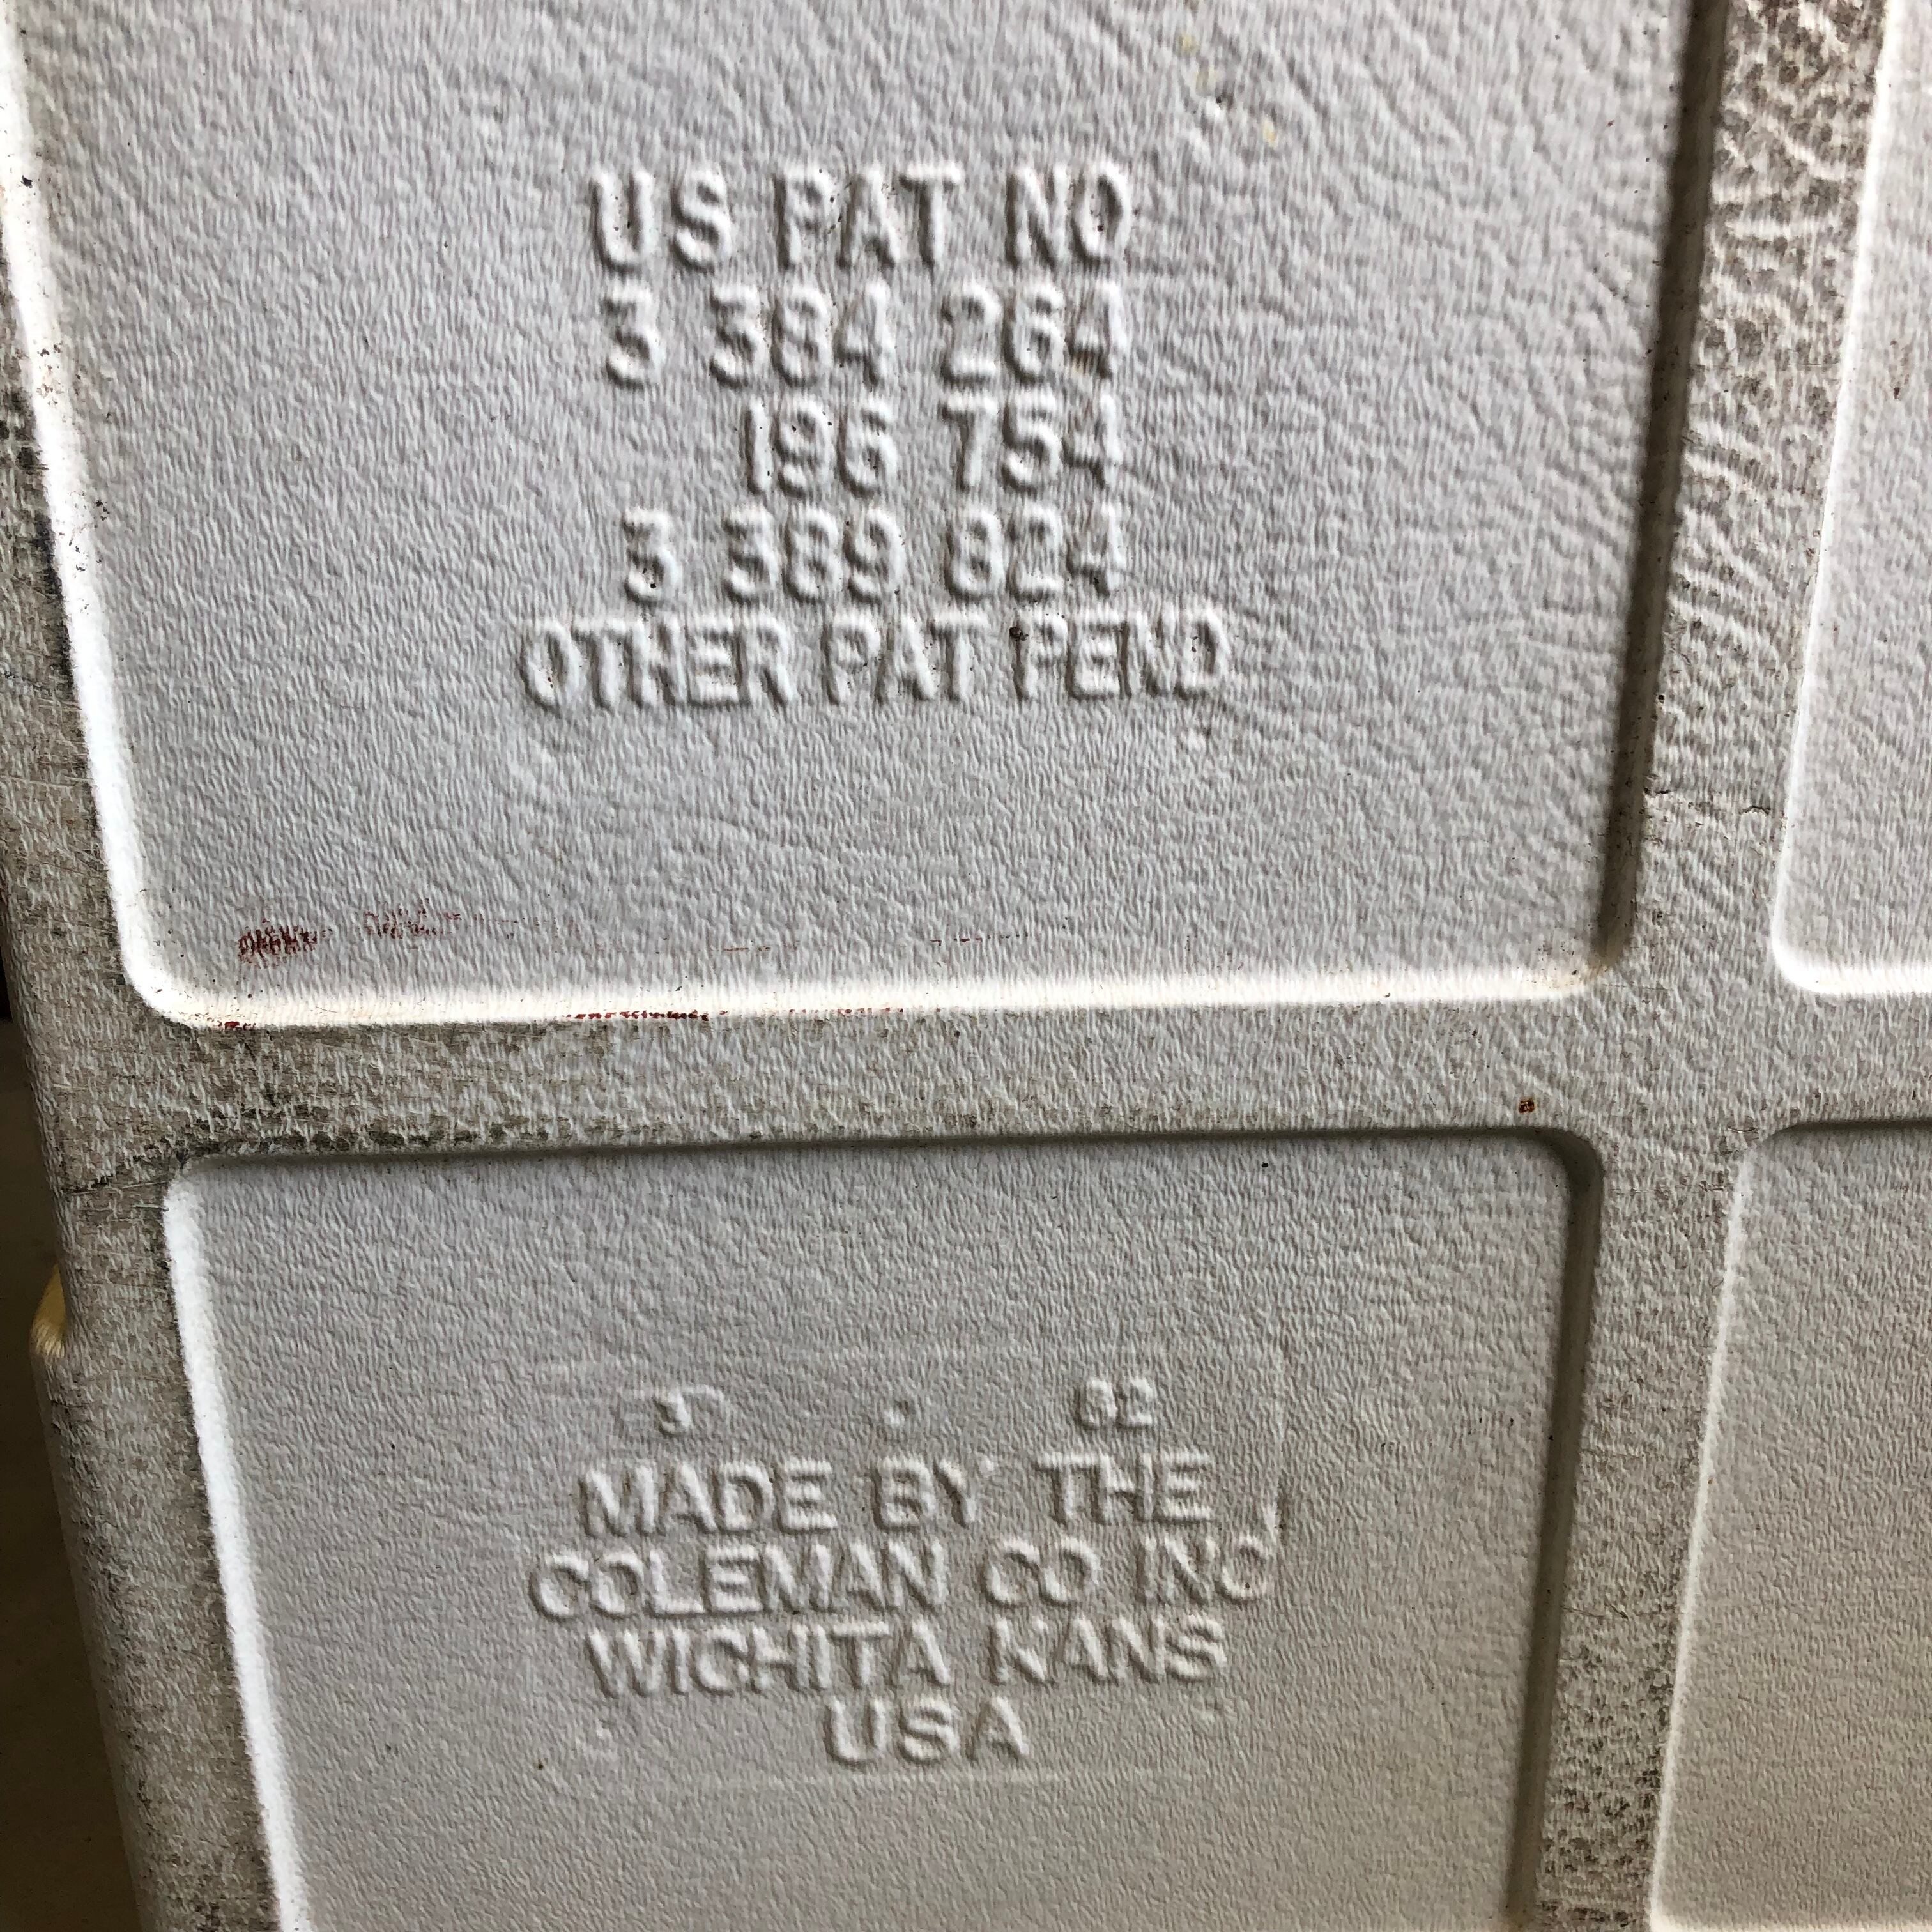 US PAT NO
3 384 264
196 754
3 389 824
OTHER PAT PEND
82
MADE BY THE
COLEMAN CO INC
WICHITA KANS
USA